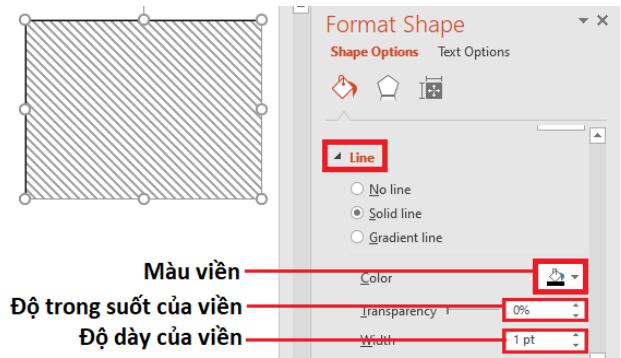 Format Shape
Shape Options Text Options
Line
No line
Solid line
Gradient line
Màu viền Color
Độ trong suốt của viền Transparency 0%
Độ dày của viền Width 1 pt